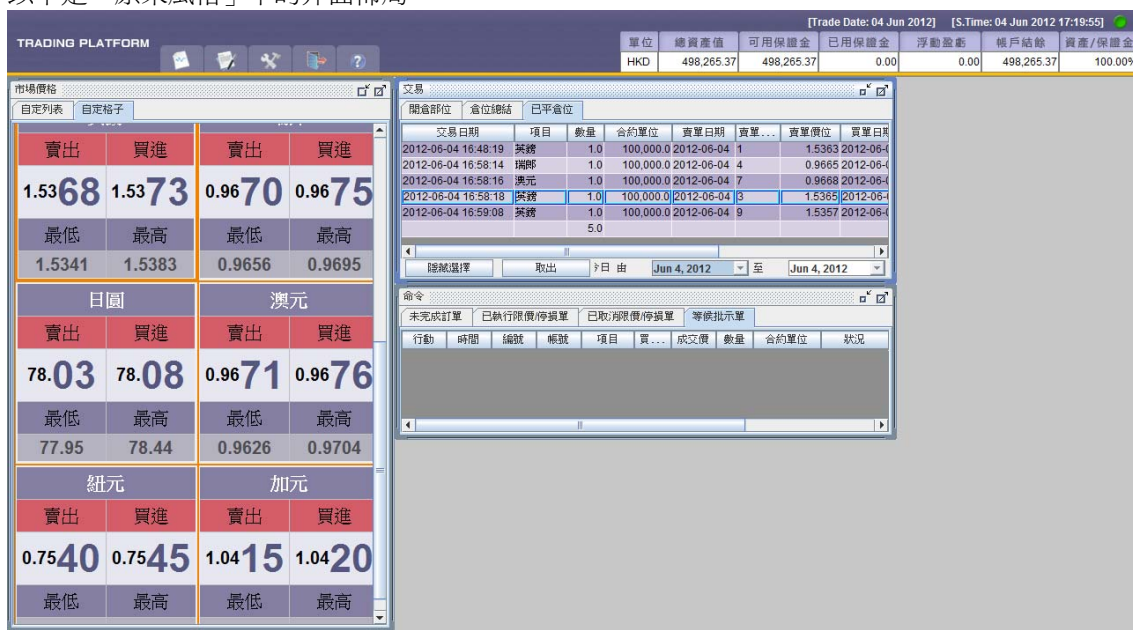 [Trade Date: 04 Jun 2012] [S.Time: 04 Jun 2012 17:19:55]
TRADING PLATFORM
單位 總資產值 可用保證金 已用保證金 浮動盈虧 帳戶結餘 資產/保證金
HKD 498,265.37 498,265.37 0.00 0.00 498,265.37 100.00%
市場價格
自定列表 自定格子
賣出 買進 賣出 買進
1.5368 1.5373 0.9670 0.9675
最低 最高 最低 最高
1.5341 1.5383 0.9656 0.9695
日圓 澳元
賣出 買進 賣出 買進
78.03 78.08 0.9671 0.9676
最低 最高 最低 最高
77.95 78.44 0.9626 0.9704
紐元 加元
賣出 買進 賣出 買進
0.7540 0.7545 1.0415 1.0420
最低 最高 最低 最高
交易
開倉部位 倉位總結 已平倉位
交易日期 項目 數量 合約單位 賣單日期 賣單... 賣單價位 買單日期
2012-06-04 16:48:19 英鎊 1.0 100,000.0 2012-06-04 1 1.5363 2012-06-0
2012-06-04 16:58:14 瑞郎 1.0 100,000.0 2012-06-04 4 0.9665 2012-06-0
2012-06-04 16:58:16 澳元 1.0 100,000.0 2012-06-04 7 0.9668 2012-06-0
2012-06-04 16:58:18 英鎊 1.0 100,000.0 2012-06-04 3 1.5365 2012-06-0
2012-06-04 16:59:08 英鎊 1.0 100,000.0 2012-06-04 9 1.5357 2012-06-0
5.0
隱藏選擇 取出 日 由 Jun 4, 2012 至 Jun 4, 2012
命令
未完成訂單 已執行限價/停損單 已取消限價/停損單 等候批示單
行動 時間 編號 帳號 項目 買... 成交價 數量 合約單位 狀況